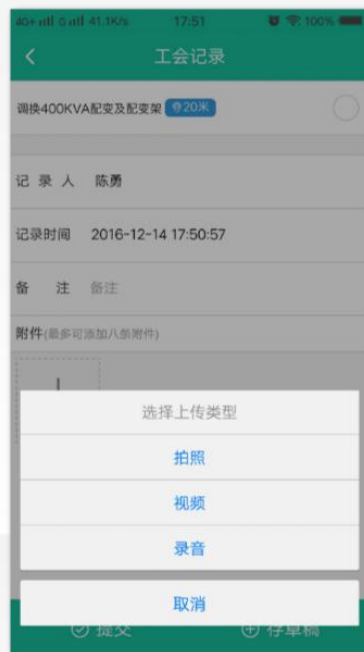 4G+ G 41.1K/s 17:51 100%
工会记录
调换400KVA配变及配变架 20米
记 录 人 陈勇
记录时间 2016-12-14 17:50:57
备 注 备注
附件(最多可添加八条附件)
选择上传类型
拍照
视频
录音
取消
提交 存草稿